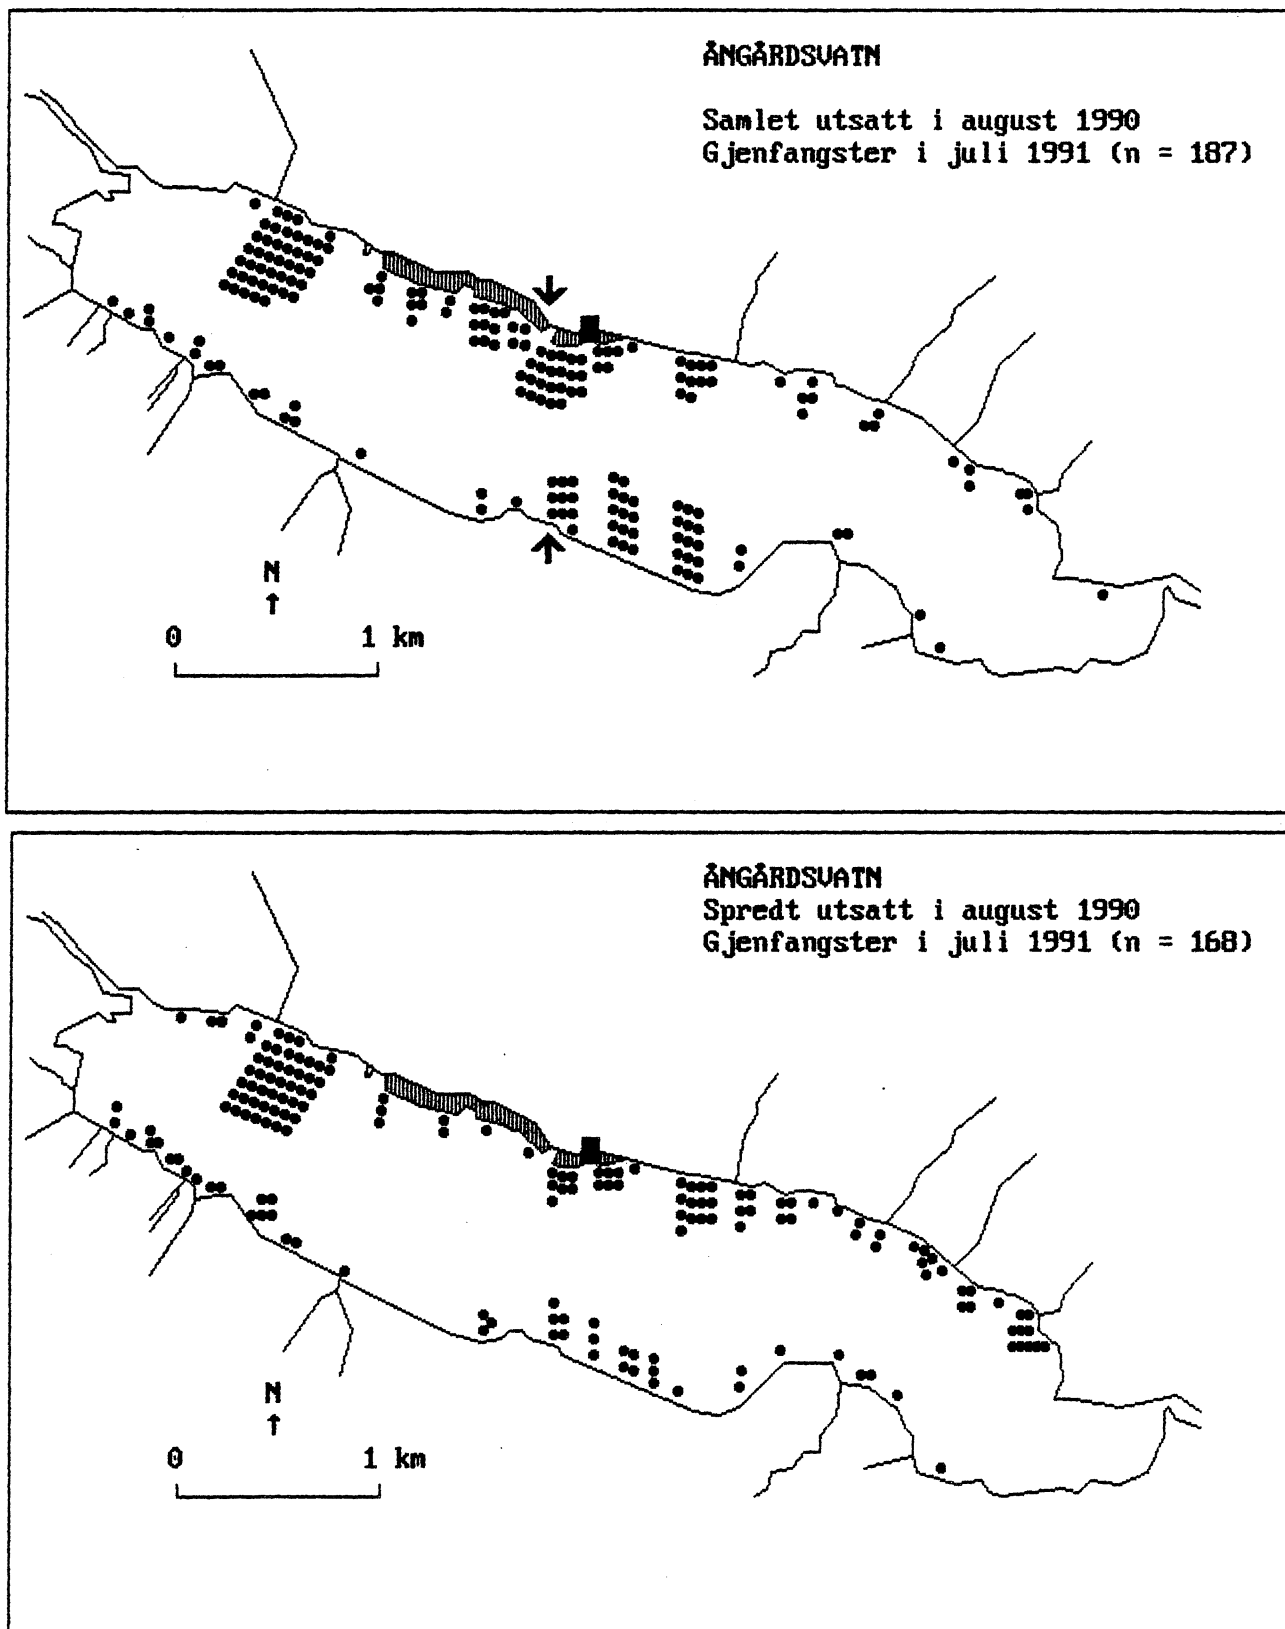 ÅNGÅRDSVATN
Samlet utsatt i august 1990
Gjenfangster i juli 1991 (n = 187)
N
0 1 km
ÅNGÅRDSVATN
Spredt utsatt i august 1990
Gjenfangster i juli 1991 (n = 168)
N
0 1 km